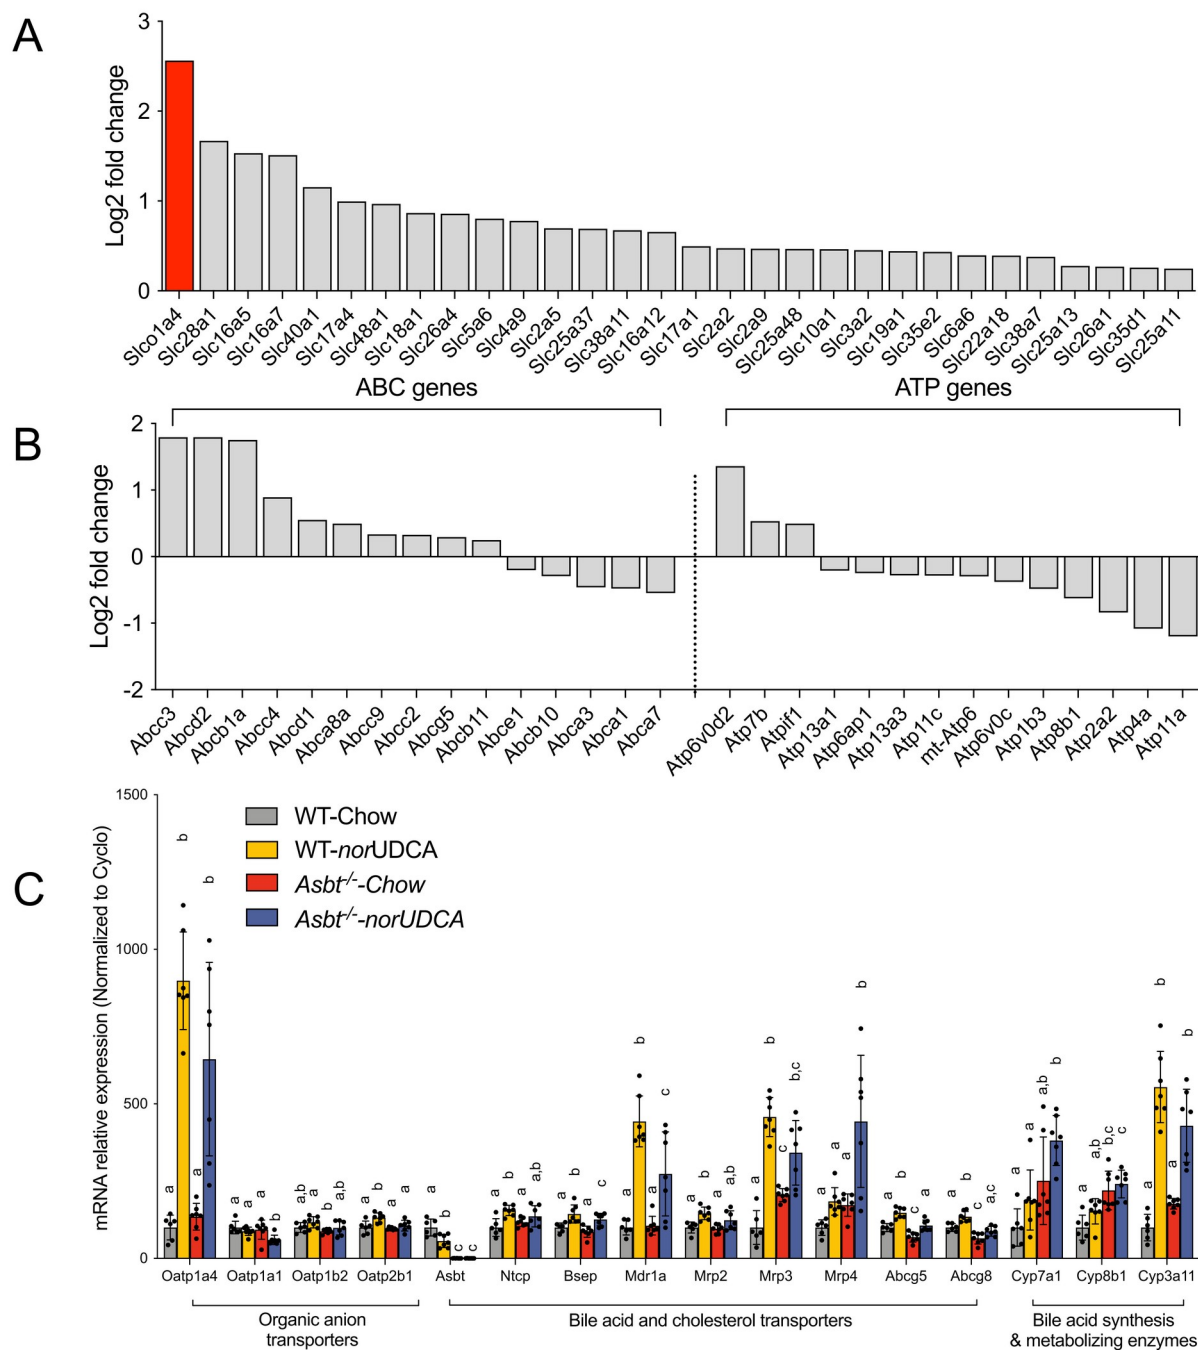 A
Log2 fold change
3
2
1
0
Slco1a4
Slc28a1
Slc16a5
Slc16a7
Slc40a1
Slc17a4
Slc48a1
Slc18a1
Slc26a4
Slc5a6
Slc4a9
Slc2a5
Slc25a37
Slc38a11
Slc16a12
Slc17a1
Slc2a2
Slc2a9
Slc25a48
Slc10a1
Slc3a2
Slc19a1
Slc35e2
Slc6a6
Slc22a18
Slc38a7
Slc25a13
Slc26a1
Slc35d1
Slc25a11
B
ABC genes
ATP genes
Log2 fold change
2
1
0
-1
-2
Abcc3
Abcd2
Abcb1a
Abcc4
Abcd1
Abca8a
Abcc9
Abcc2
Abcg5
Abcb11
Abce1
Abcb10
Abca3
Abca1
Abca7
Atp6v0d2
Atp7b
Atpif1
Atp13a1
Atp6ap1
Atp13a3
Atp11c
mt-Atp6
Atp6v0c
Atp1b3
Atp8b1
Atp2a2
Atp4a
Atp11a
C
mRNA relative expression (Normalized to Cyclo)
1500
1000
500
0
WT-Chow
WT-norUDCA
Asbt-/--Chow
Asbt-/--norUDCA
a b a b
a a a b
a,b a a a,b
a b a a
a b c c
a b a a,b
a b a c
a b a c
a b a a,b
a b c b,c
a a a b
a b c a
a b c a,c
a a a,b b
a a,b b,c c
a b a b
Oatp1a4
Oatp1a1
Oatp1b2
Oatp2b1
Asbt
Ntcp
Bsep
Mdr1a
Mrp2
Mrp3
Mrp4
Abcg5
Abcg8
Cyp7a1
Cyp8b1
Cyp3a11
Organic anion
transporters
Bile acid and cholesterol transporters
Bile acid synthesis
& metabolizing enzymes